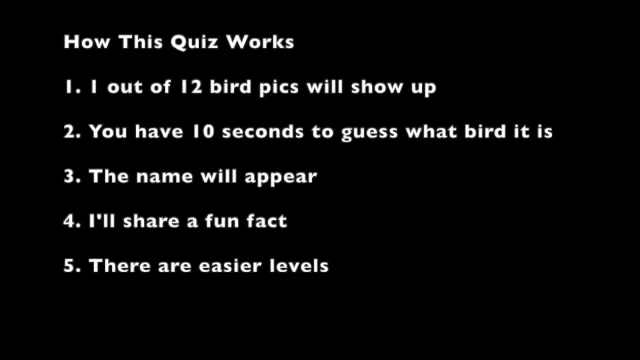 How This Quiz Works
1. 1 out of 12 bird pics will show up
2. You have 10 seconds to guess what bird it is
3. The name will appear
4. I'll share a fun fact
5. There are easier levels